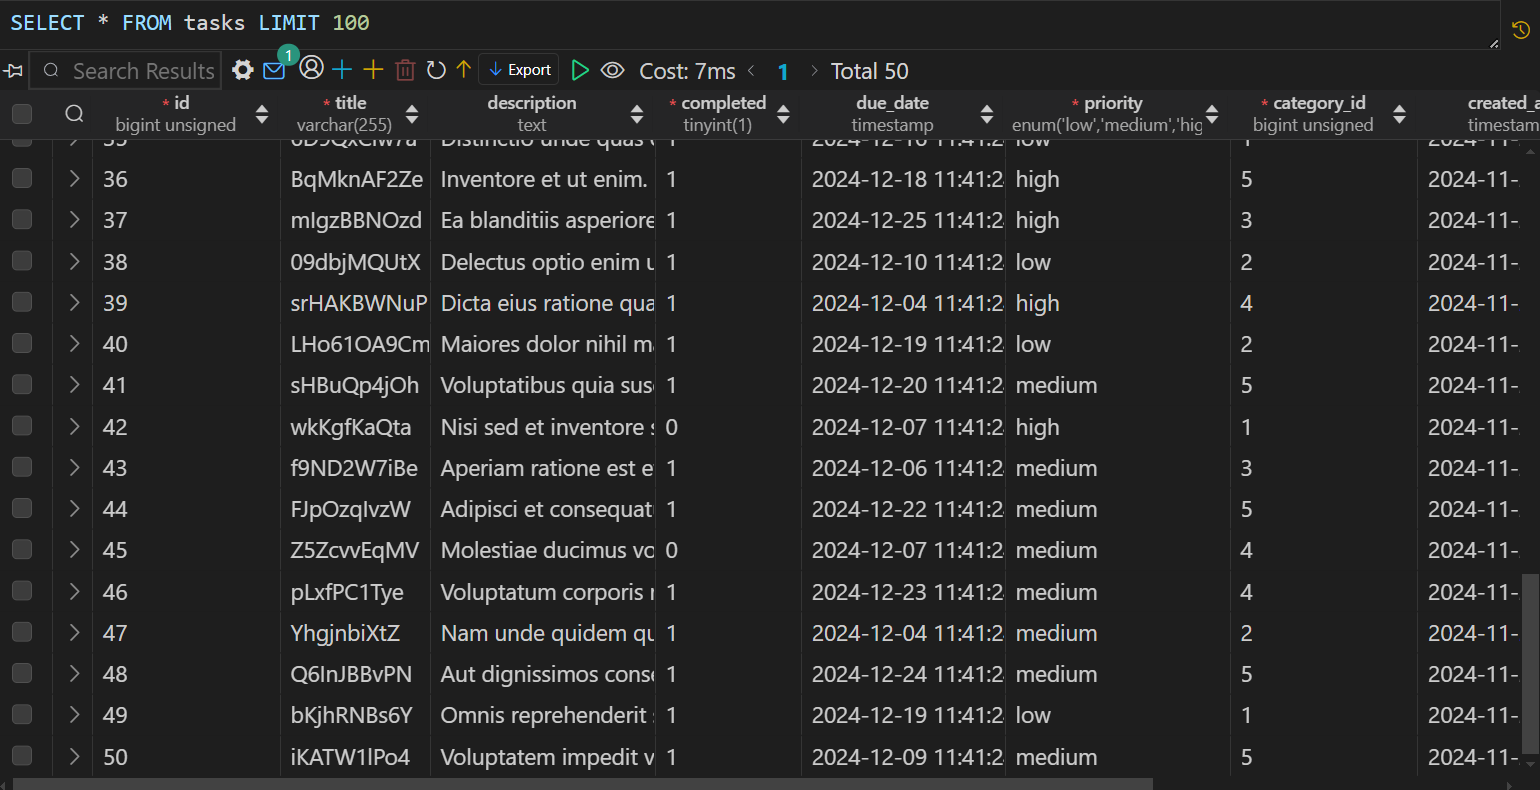 SELECT * FROM tasks LIMIT 100
1
Search Results Export Cost: 7ms 1 Total 50
* id * title description * completed due_date * priority * category_id created_a
bigint unsigned varchar(255) text tinyint(1) timestamp enum('low','medium','hig bigint unsigned timestam
36 BqMknAF2Ze Inventore et ut enim. 1 2024-12-18 11:41:2 high 5 2024-11-
37 mIgzBBNOzd Ea blanditiis asperiore 1 2024-12-25 11:41:2 high 3 2024-11-
38 09dbjMQUtX Delectus optio enim u 1 2024-12-10 11:41:2 low 2 2024-11-
39 srHAKBWNuP Dicta eius ratione qua 1 2024-12-04 11:41:2 high 4 2024-11-
40 LHo61OA9Cm Maiores dolor nihil m 1 2024-12-19 11:41:2 low 2 2024-11-
41 sHBuQp4jOh Voluptatibus quia sus 1 2024-12-20 11:41:2 medium 5 2024-11-
42 wkKgfKaQta Nisi sed et inventore s 0 2024-12-07 11:41:2 high 1 2024-11-
43 f9ND2W7iBe Aperiam ratione est e 1 2024-12-06 11:41:2 medium 3 2024-11-
44 FJpOzqIvzW Adipisci et consequat 1 2024-12-22 11:41:2 medium 5 2024-11-
45 Z5ZcvvEqMV Molestiae ducimus vo 0 2024-12-07 11:41:2 medium 4 2024-11-
46 pLxfPC1Tye Voluptatum corporis 1 2024-12-23 11:41:2 medium 4 2024-11-
47 YhgjnbiXtZ Nam unde quidem qu 1 2024-12-04 11:41:2 medium 2 2024-11-
48 Q6InJBBvPN Aut dignissimos cons 1 2024-12-24 11:41:2 medium 5 2024-11-
49 bKjhRNBs6Y Omnis reprehenderit 1 2024-12-19 11:41:2 low 1 2024-11-
50 iKATW1lPo4 Voluptatem impedit v 1 2024-12-09 11:41:2 medium 5 2024-11-